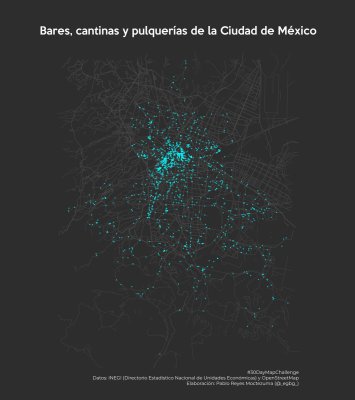 Bares, cantinas y pulquerías de la Ciudad de México
#30DayMapChallenge
Datos: INEGI (Directorio Estadístico Nacional de Unidades Económicas) y OpenStreetMap
Elaboración: Pablo Reyes Moctezuma (@_egbg_)